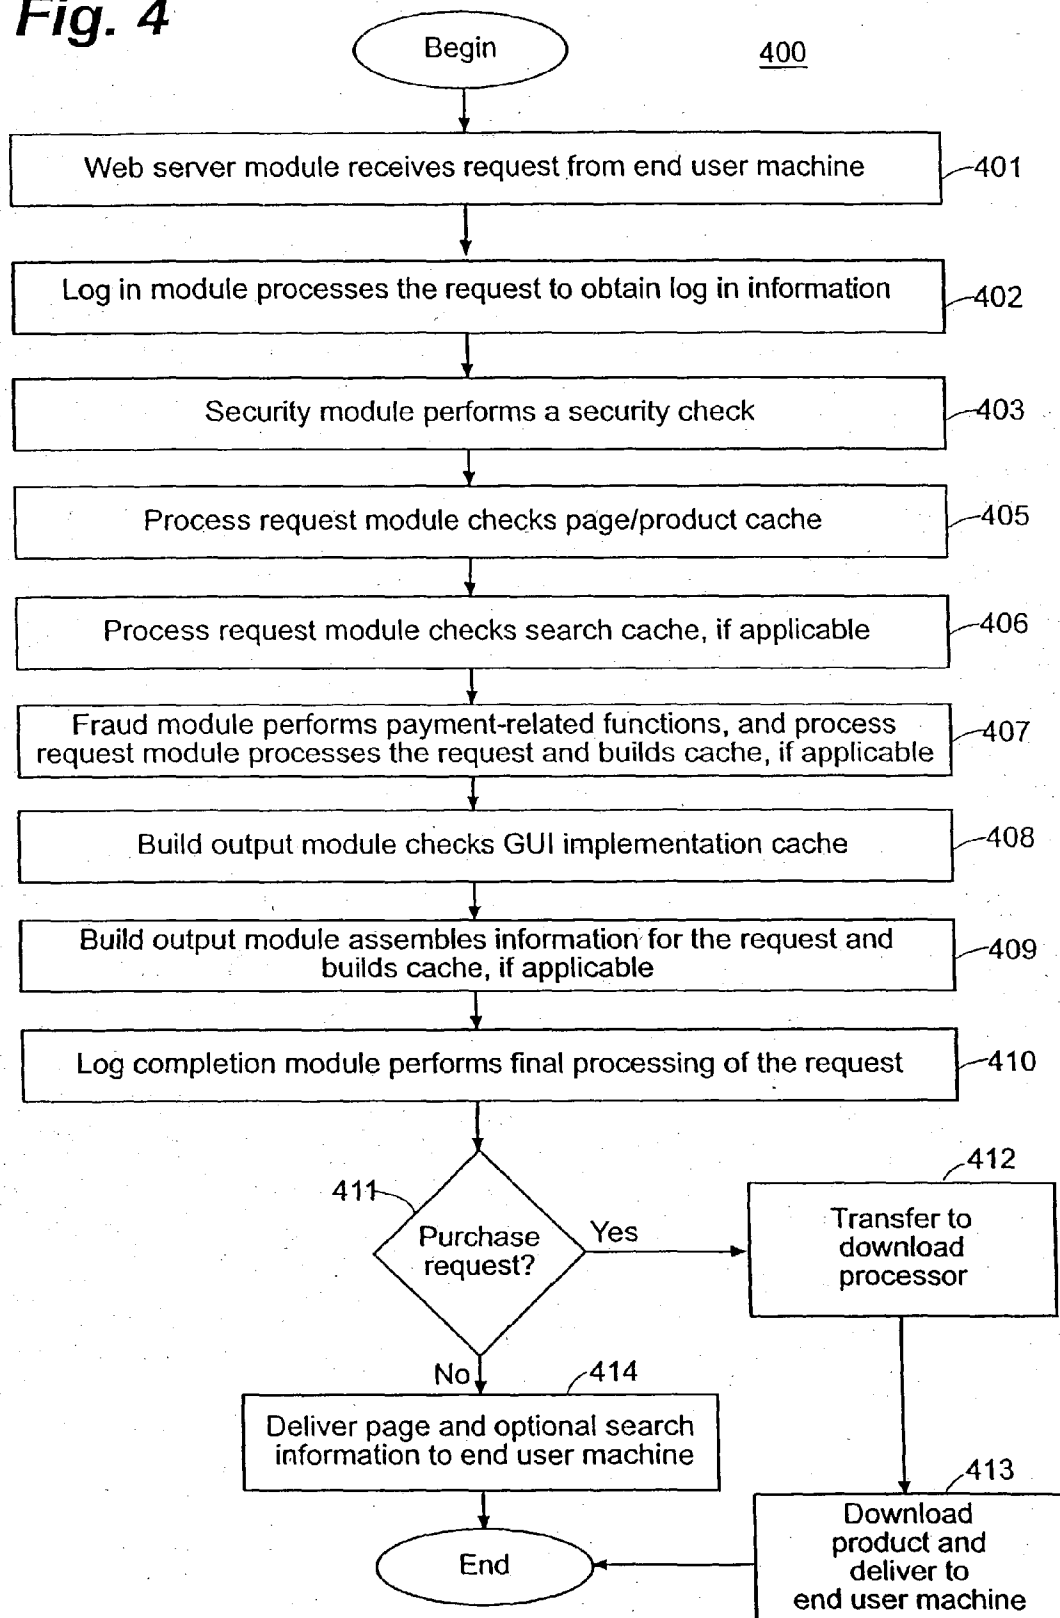 Fig. 4
Begin
400
Web server module receives request from end user machine
401
Log in module processes the request to obtain log in information
402
Security module performs a security check
403
Process request module checks page/product cache
405
Process request module checks search cache, if applicable
406
Fraud module performs payment-related functions, and process
request module processes the request and builds cache, if applicable
407
Build output module checks GUI implementation cache
408
Build output module assembles information for the request and
builds cache, if applicable
409
Log completion module performs final processing of the request
410
411
Purchase
request?
Yes
412
Transfer to
download
processor
No
414
Deliver page and optional search
information to end user machine
413
Download
product and
deliver to
end user machine
End